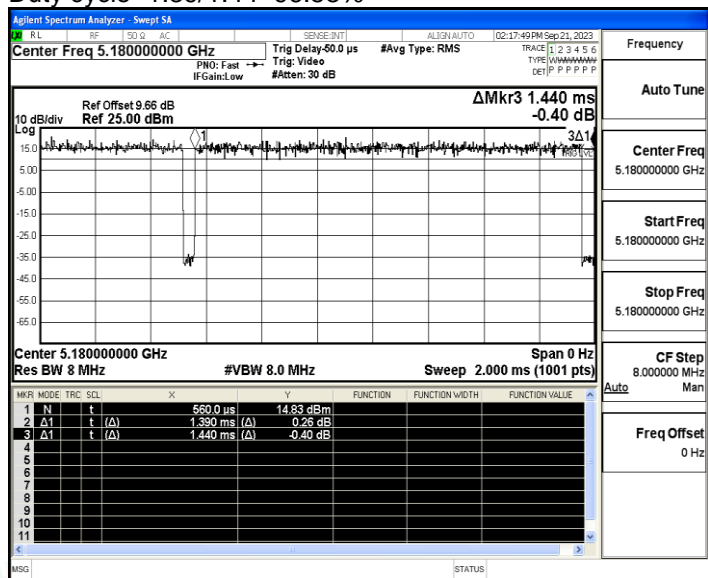 Agilent Spectrum Analyzer - Swept SA
RL RF 50 Ω AC SENSE:INT ALIGN AUTO 02:17:49 PM Sep 21, 2023
Center Freq 5.180000000 GHz
PNO: Fast
IFGain:Low
Trig Delay-50.0 µs
Trig: Video
#Atten: 30 dB
#Avg Type: RMS
TRACE 1 2 3 4 5 6
TYPE
DET P P P P P P
Frequency
Auto Tune
Center Freq
5.180000000 GHz
Start Freq
5.180000000 GHz
Stop Freq
5.180000000 GHz
CF Step
8.000000 MHz
Auto Man
Freq Offset
0 Hz
ΔMkr3 1.440 ms
-0.40 dB
Ref Offset 9.66 dB
10 dB/div Ref 25.00 dBm
Log
1
3Δ1
TRIG LVL
15.0
5.00
-5.00
-15.0
-25.0
-35.0
-45.0
-55.0
-65.0
Center 5.180000000 GHz Span 0 Hz
Res BW 8 MHz #VBW 8.0 MHz Sweep 2.000 ms (1001 pts)
MKR MODE TRC SCL X Y FUNCTION FUNCTION WIDTH FUNCTION VALUE
1 N t 560.0 µs 14.83 dBm
2 Δ1 t (Δ) 1.390 ms (Δ) 0.26 dB
3 Δ1 t (Δ) 1.440 ms (Δ) -0.40 dB
4
5
6
7
8
9
10
11
MSG STATUS